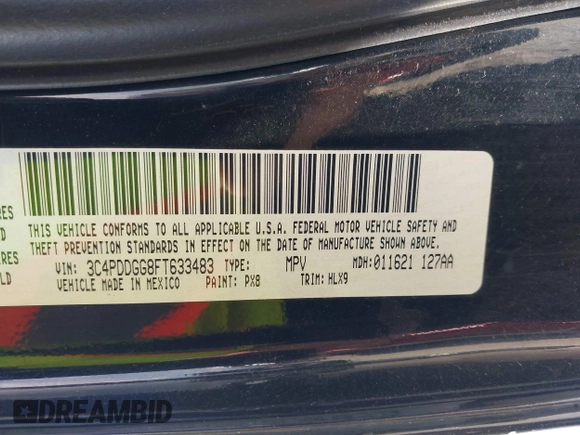 THIS VEHICLE CONFORMS TO ALL APPLICABLE U.S.A. FEDERAL MOTOR VEHICLE SAFETY AND
THEFT PREVENTION STANDARDS IN EFFECT ON THE DATE OF MANUFACTURE SHOWN ABOVE.
VIN: 3C4PDDGG8FT633483 TYPE: MPV MDH: 011621 127AA
VEHICLE MADE IN MEXICO PAINT: PX8 TRIM: HLX9
DREAMBID